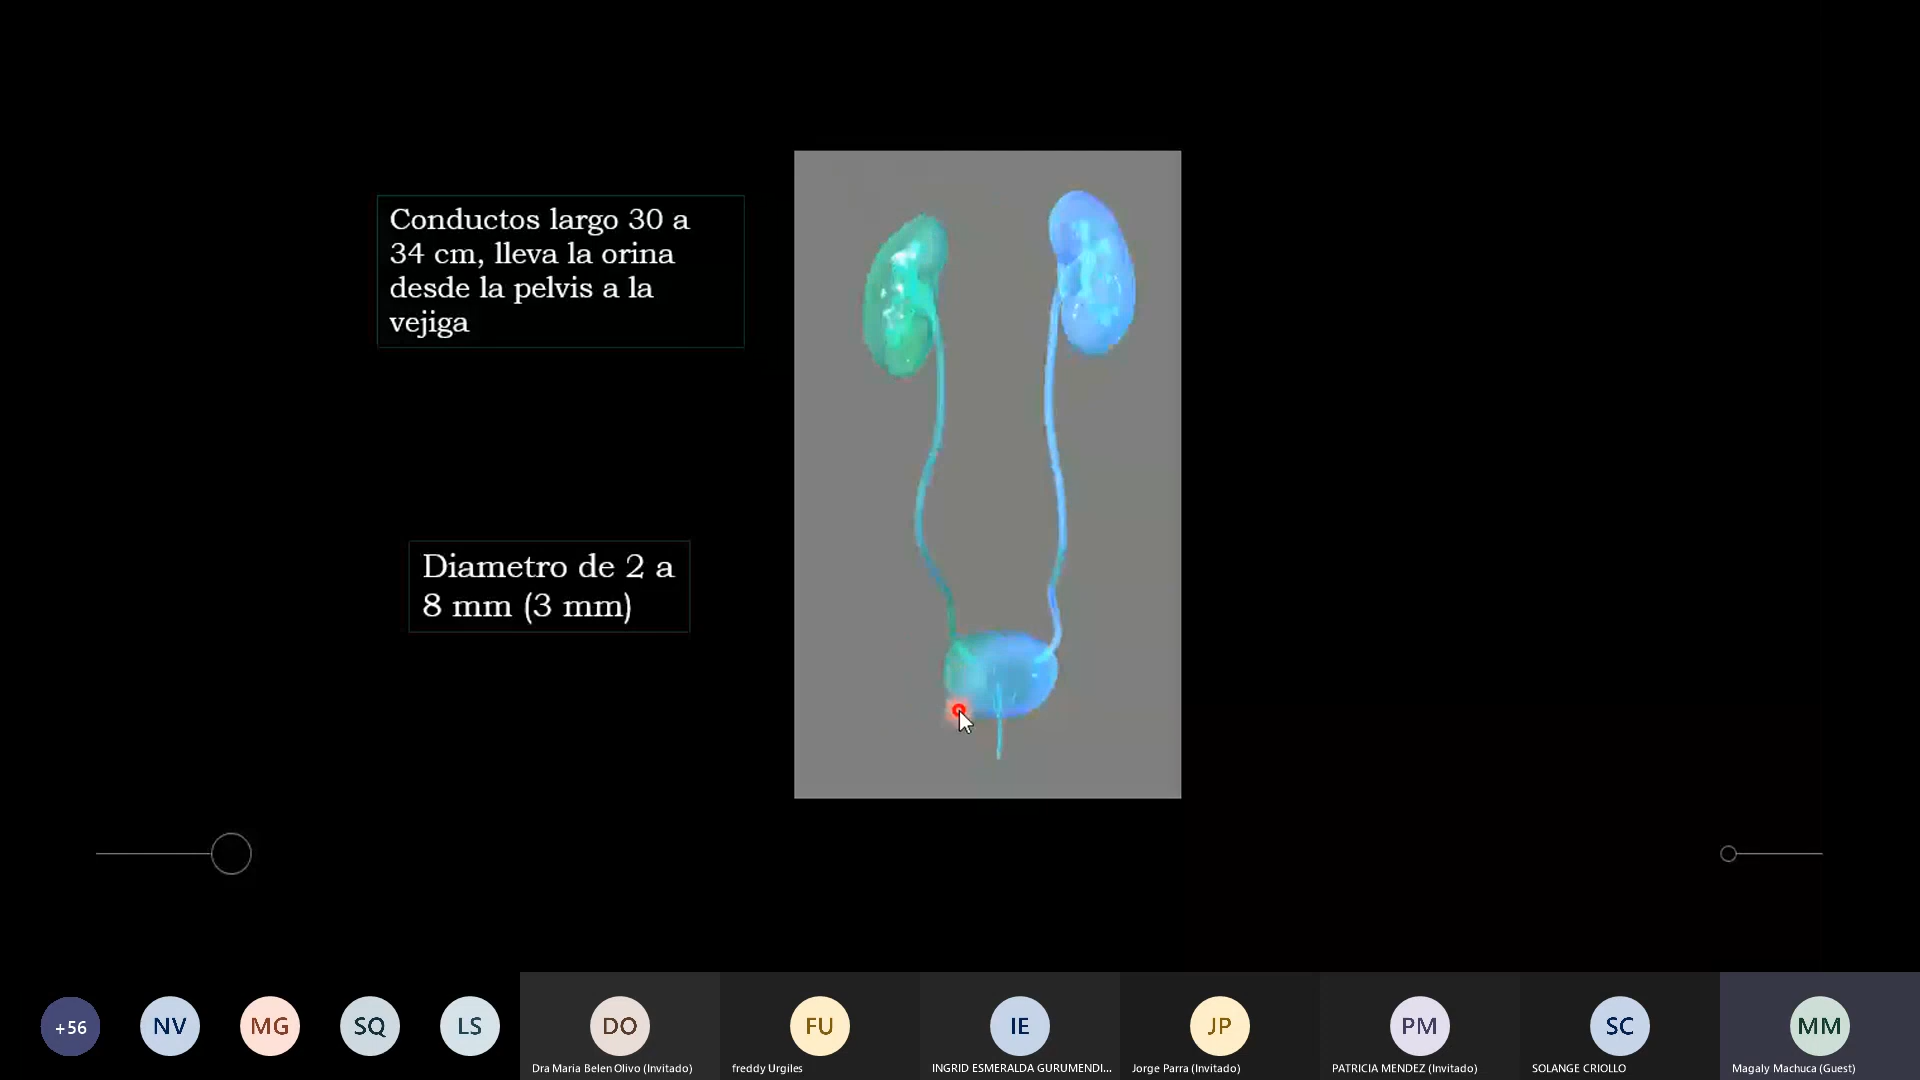 Conductos largo 30 a
34 cm, lleva la orina
desde la pelvis a la
vejiga
Diametro de 2 a
8 mm (3 mm)
+56
NV
MG
SQ
LS
DO
FU
IE
JP
PM
SC
MM
Dra Maria Belen Olivo (Invitado)
freddy Urgiles
INGRID ESMERALDA GURUMENDI...
Jorge Parra (Invitado)
PATRICIA MENDEZ (Invitado)
SOLANGE CRIOLLO
Magaly Machuca (Guest)